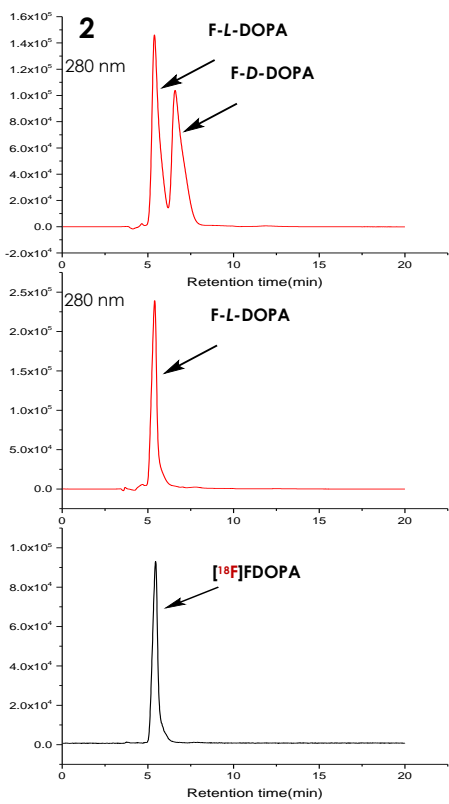 2
280 nm
F-L-DOPA
F-D-DOPA
1.6x10⁵
1.4x10⁵
1.2x10⁵
1.0x10⁵
8.0x10⁴
6.0x10⁴
4.0x10⁴
2.0x10⁴
0.0
-2.0x10⁴
0 5 10 15 20
Retention time(min)
280 nm
F-L-DOPA
2.5x10⁵
2.0x10⁵
1.5x10⁵
1.0x10⁵
5.0x10⁴
0.0
0 5 10 15 20
Retention time(min)
[¹⁸F]FDOPA
1.0x10⁵
8.0x10⁴
6.0x10⁴
4.0x10⁴
2.0x10⁴
0.0
0 5 10 15 20
Retention time(min)